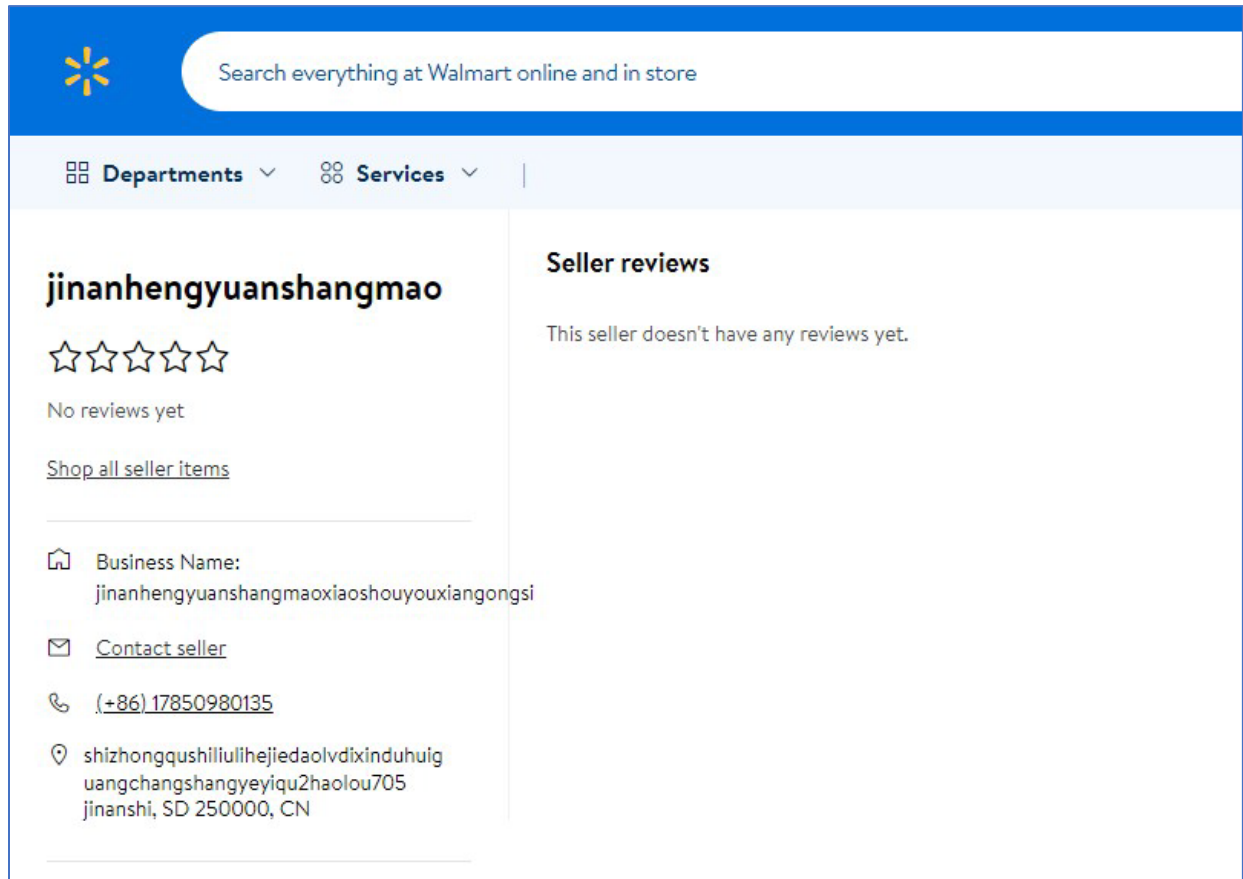 Search everything at Walmart online and in store
Departments
Services
jinanhengyuanshangmao
No reviews yet
Shop all seller items
Business Name:
jinanhengyuanshangmaoxiaoshouyouxiangongsi
Contact seller
(+86) 17850980135
shizhongqushiliulihejiedaolvdixinduhuig
uangchangshangyeyiqu2haolou705
jinanshi, SD 250000, CN
Seller reviews
This seller doesn't have any reviews yet.